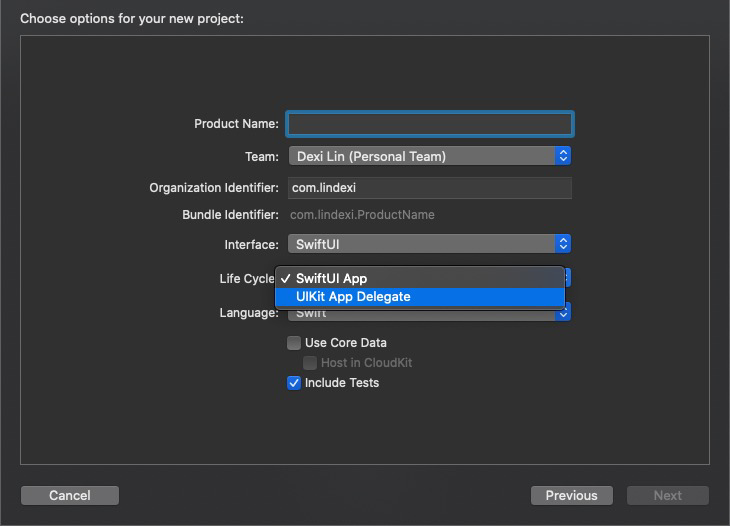 Choose options for your new project:
Product Name:
Team: Dexi Lin (Personal Team)
Organization Identifier: com.lindexi
Bundle Identifier: com.lindexi.ProductName
Interface: SwiftUI
Life Cycle ✓ SwiftUI App
UIKit App Delegate
Language: Swift
Use Core Data
Host in CloudKit
Include Tests
Cancel Previous Next